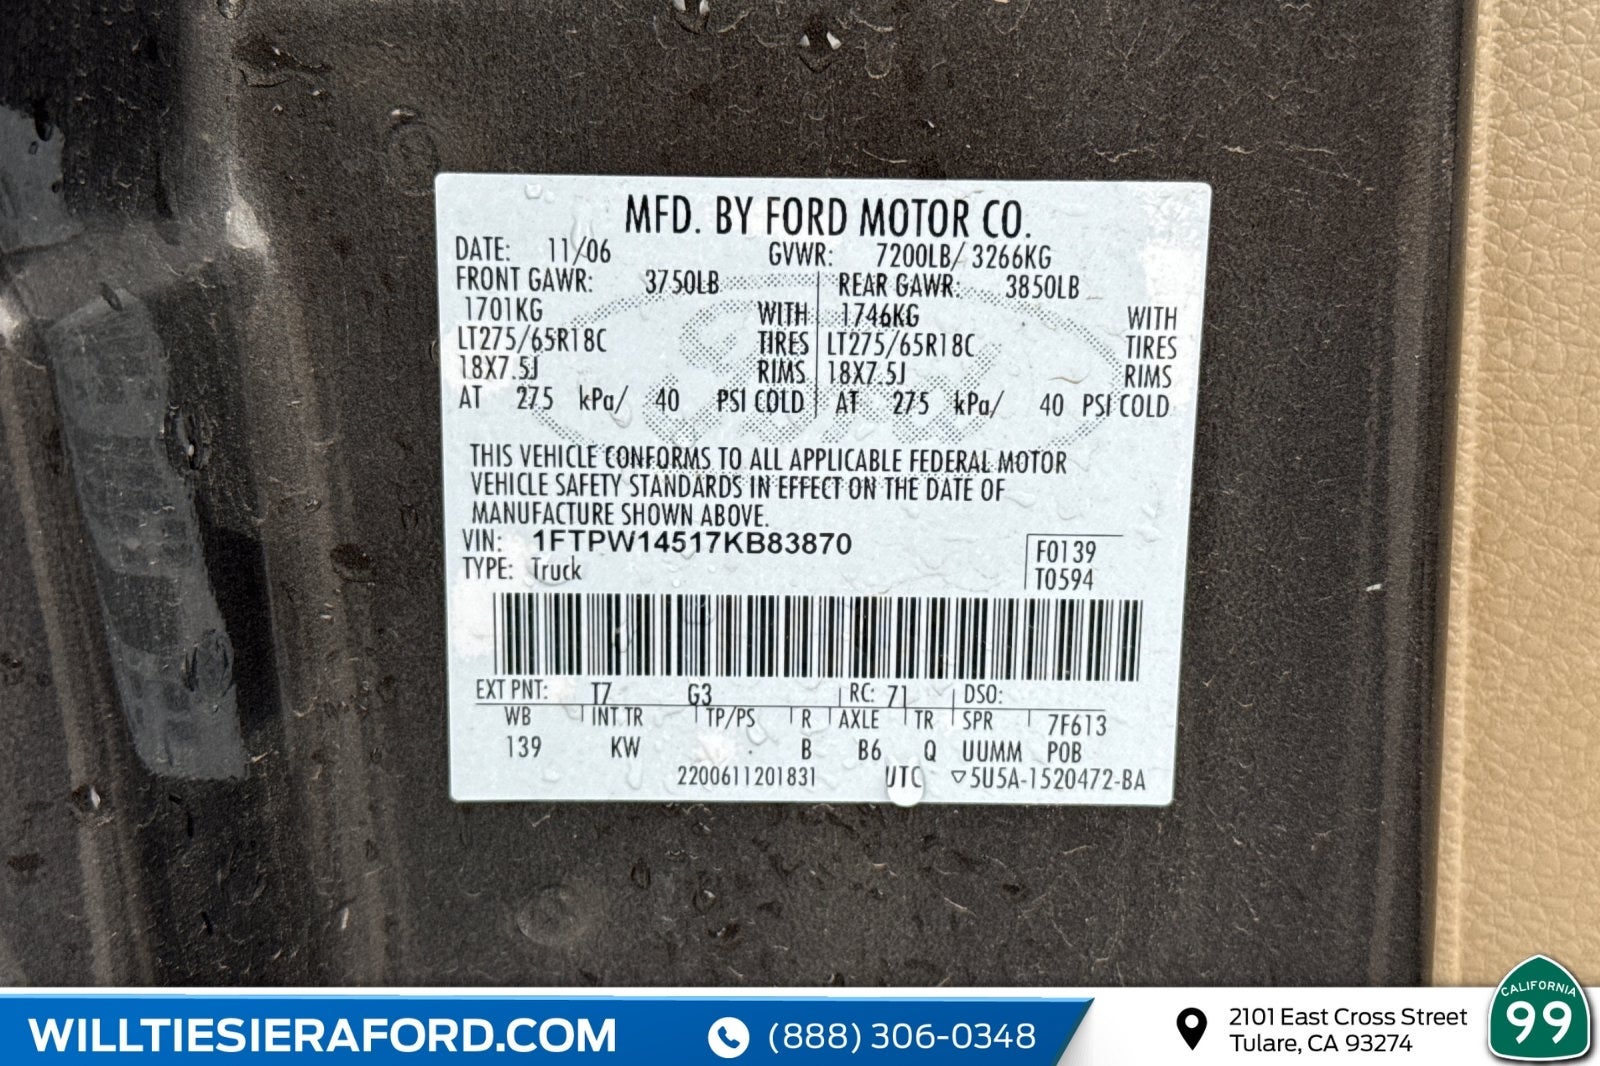 MFD. BY FORD MOTOR CO.
DATE: 11/06 GVWR: 7200LB/ 3266KG
FRONT GAWR: 3750LB REAR GAWR: 3850LB
1701KG WITH 1746KG WITH
LT275/65R18C TIRES LT275/65R18C TIRES
18X7.5J RIMS 18X7.5J RIMS
AT 275 kPa/ 40 PSI COLD AT 275 kPa/ 40 PSI COLD
THIS VEHICLE CONFORMS TO ALL APPLICABLE FEDERAL MOTOR
VEHICLE SAFETY STANDARDS IN EFFECT ON THE DATE OF
MANUFACTURE SHOWN ABOVE.
VIN: 1FTPW14517KB83870 F0139
TYPE: Truck T0594
EXT PNT: T7 G3 RC: 71 DSO:
WB INT TR TP/PS R AXLE TR SPR 7F613
139 KW B B6 Q UUMM POB
2200611201831 UTC ▽5U5A-1520472-BA
WILLTIESIERAFORD.COM
(888) 306-0348
2101 East Cross Street
Tulare, CA 93274
CALIFORNIA
99